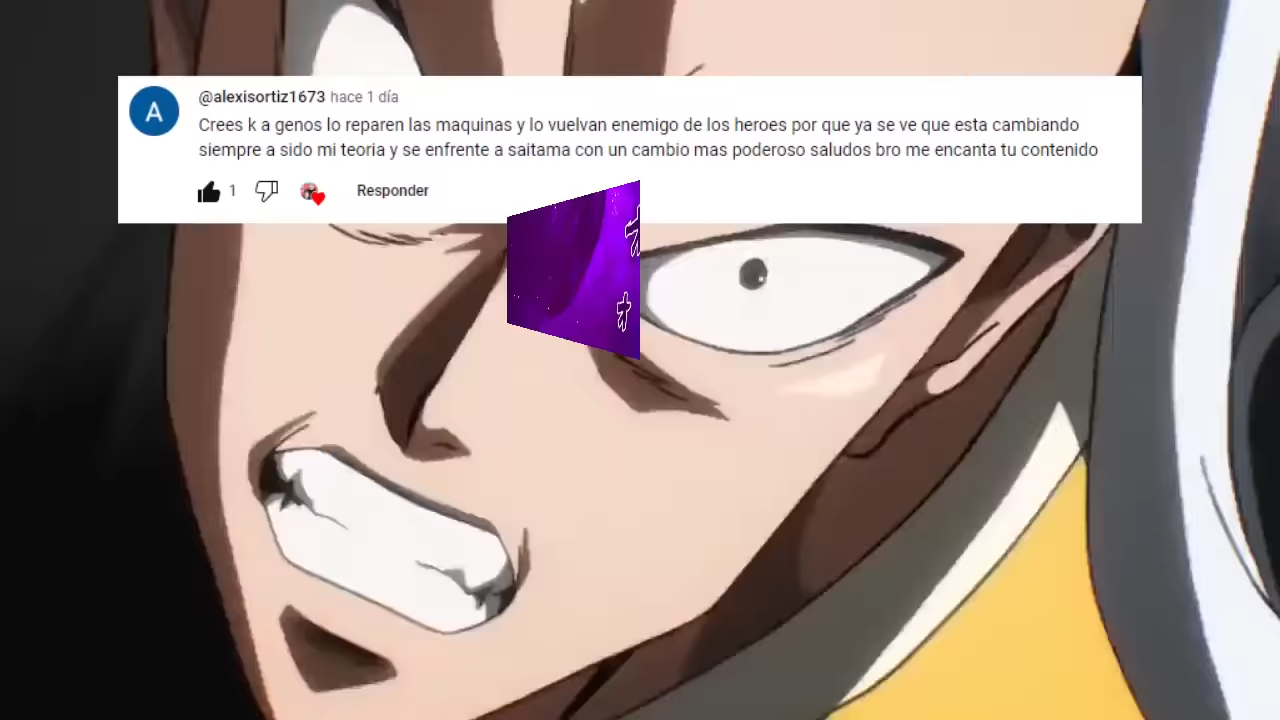 A
@alexisortiz1673 hace 1 día
Crees k a genos lo reparen las maquinas y lo vuelvan enemigo de los heroes por que ya se ve que esta cambiando
siempre a sido mi teoria y se enfrente a saitama con un cambio mas poderoso saludos bro me encanta tu contenido
1 Responder